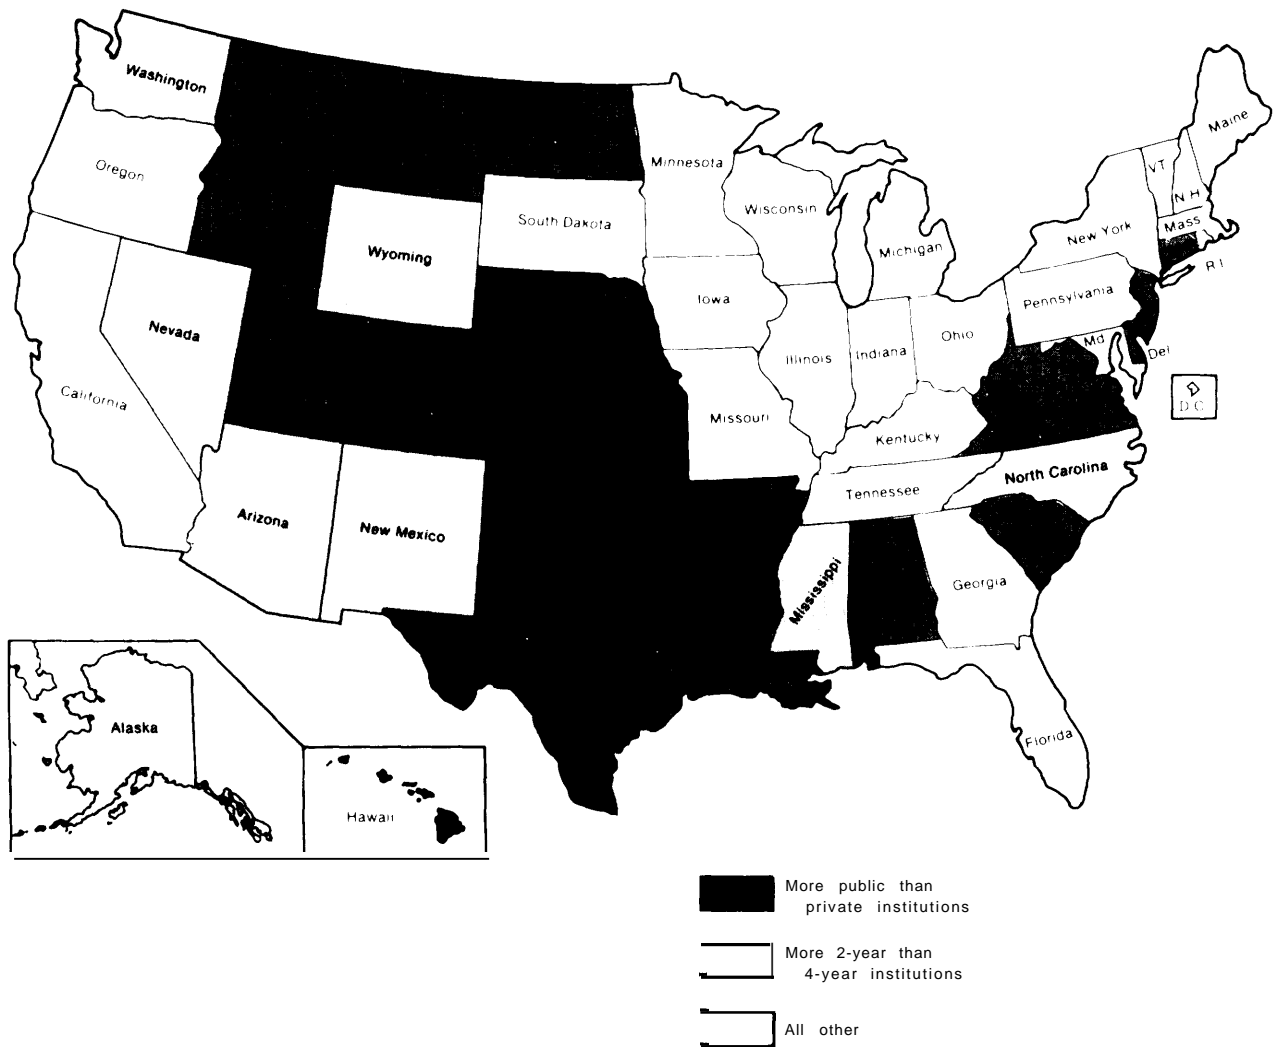 Washington
Oregon
California
Nevada
Wyoming
Arizona
New Mexico
South Dakota
Minnesota
Wisconsin
Iowa
Missouri
Illinois
Indiana
Michigan
Ohio
Kentucky
Tennessee
Mississippi
Georgia
Florida
North Carolina
Pennsylvania
New York
VT
N.H
Maine
Mass
R I
Md
Del
D C
Alaska
Hawaii
More public than
private institutions
More 2-year than
4-year institutions
All other